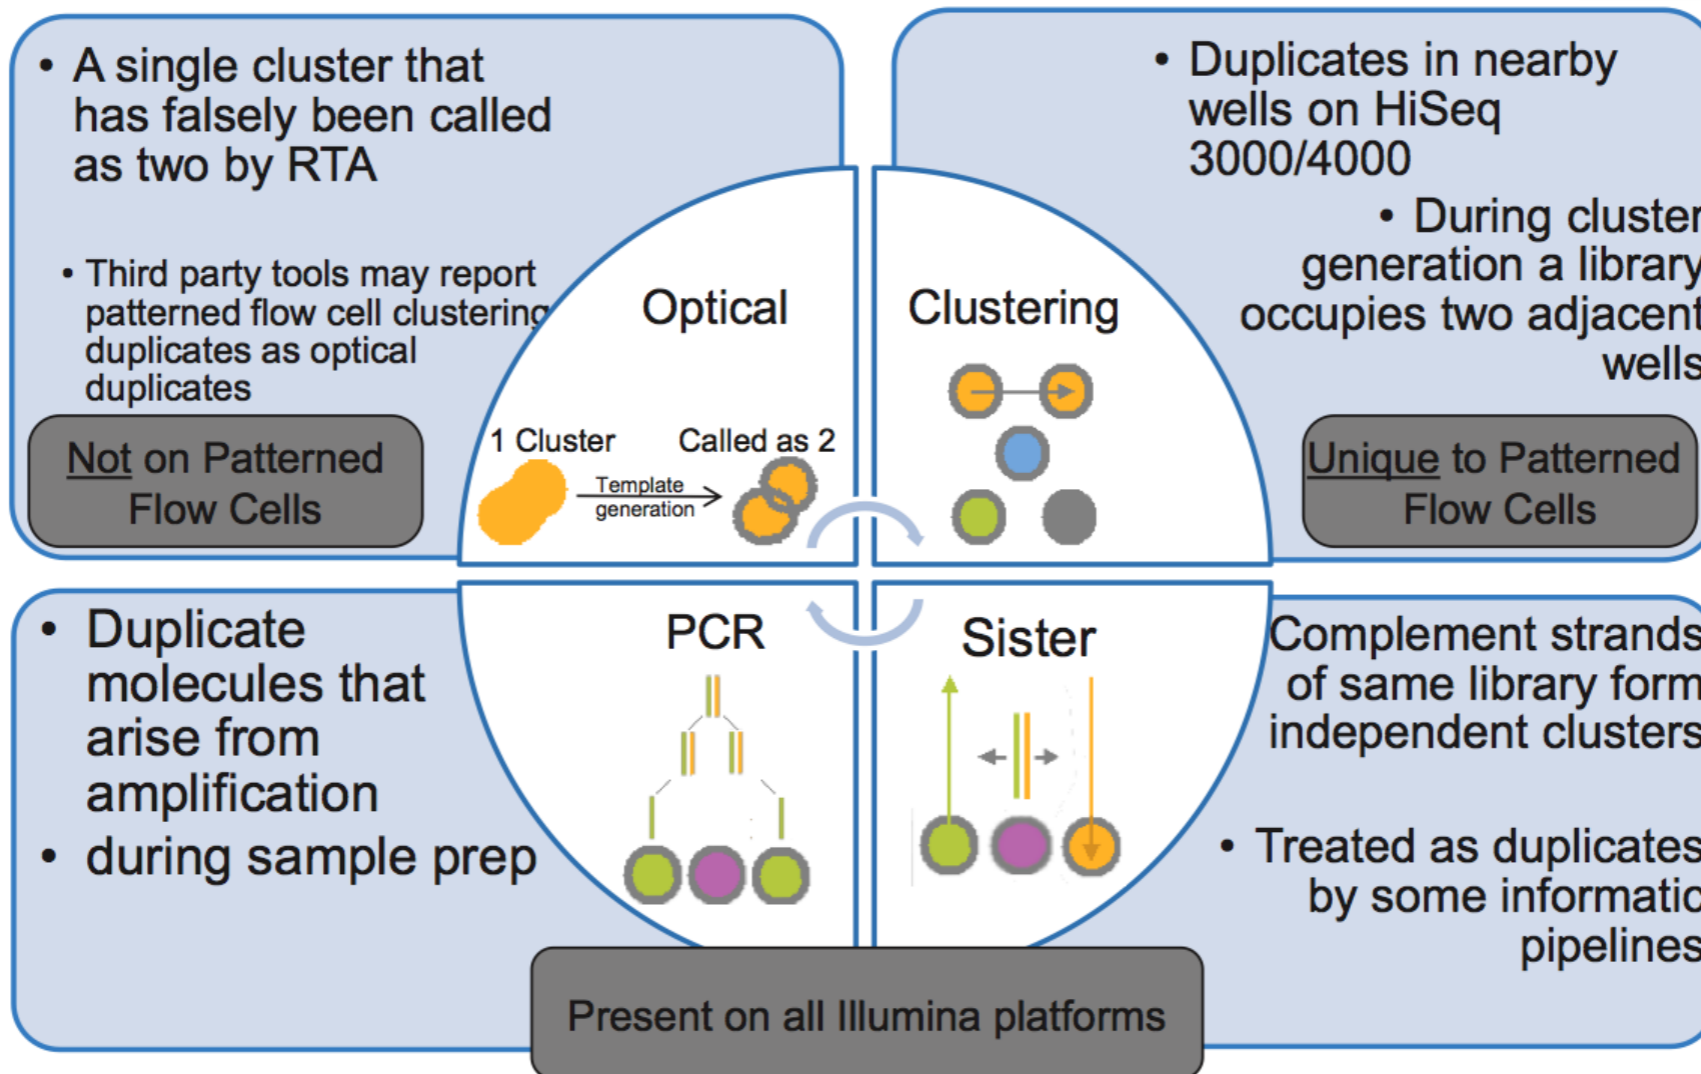 • A single cluster that
has falsely been called
as two by RTA
• Third party tools may report
patterned flow cell clustering
duplicates as optical
duplicates
Not on Patterned
Flow Cells
Optical
1 Cluster
Called as 2
Template
generation
• Duplicates in nearby
wells on HiSeq
3000/4000
• During cluster
generation a library
occupies two adjacent
wells
Unique to Patterned
Flow Cells
Clustering
• Duplicate
molecules that
arise from
amplification
• during sample prep
PCR
Sister
Complement strands
of same library form
independent clusters
• Treated as duplicates
by some informatic
pipelines
Present on all Illumina platforms